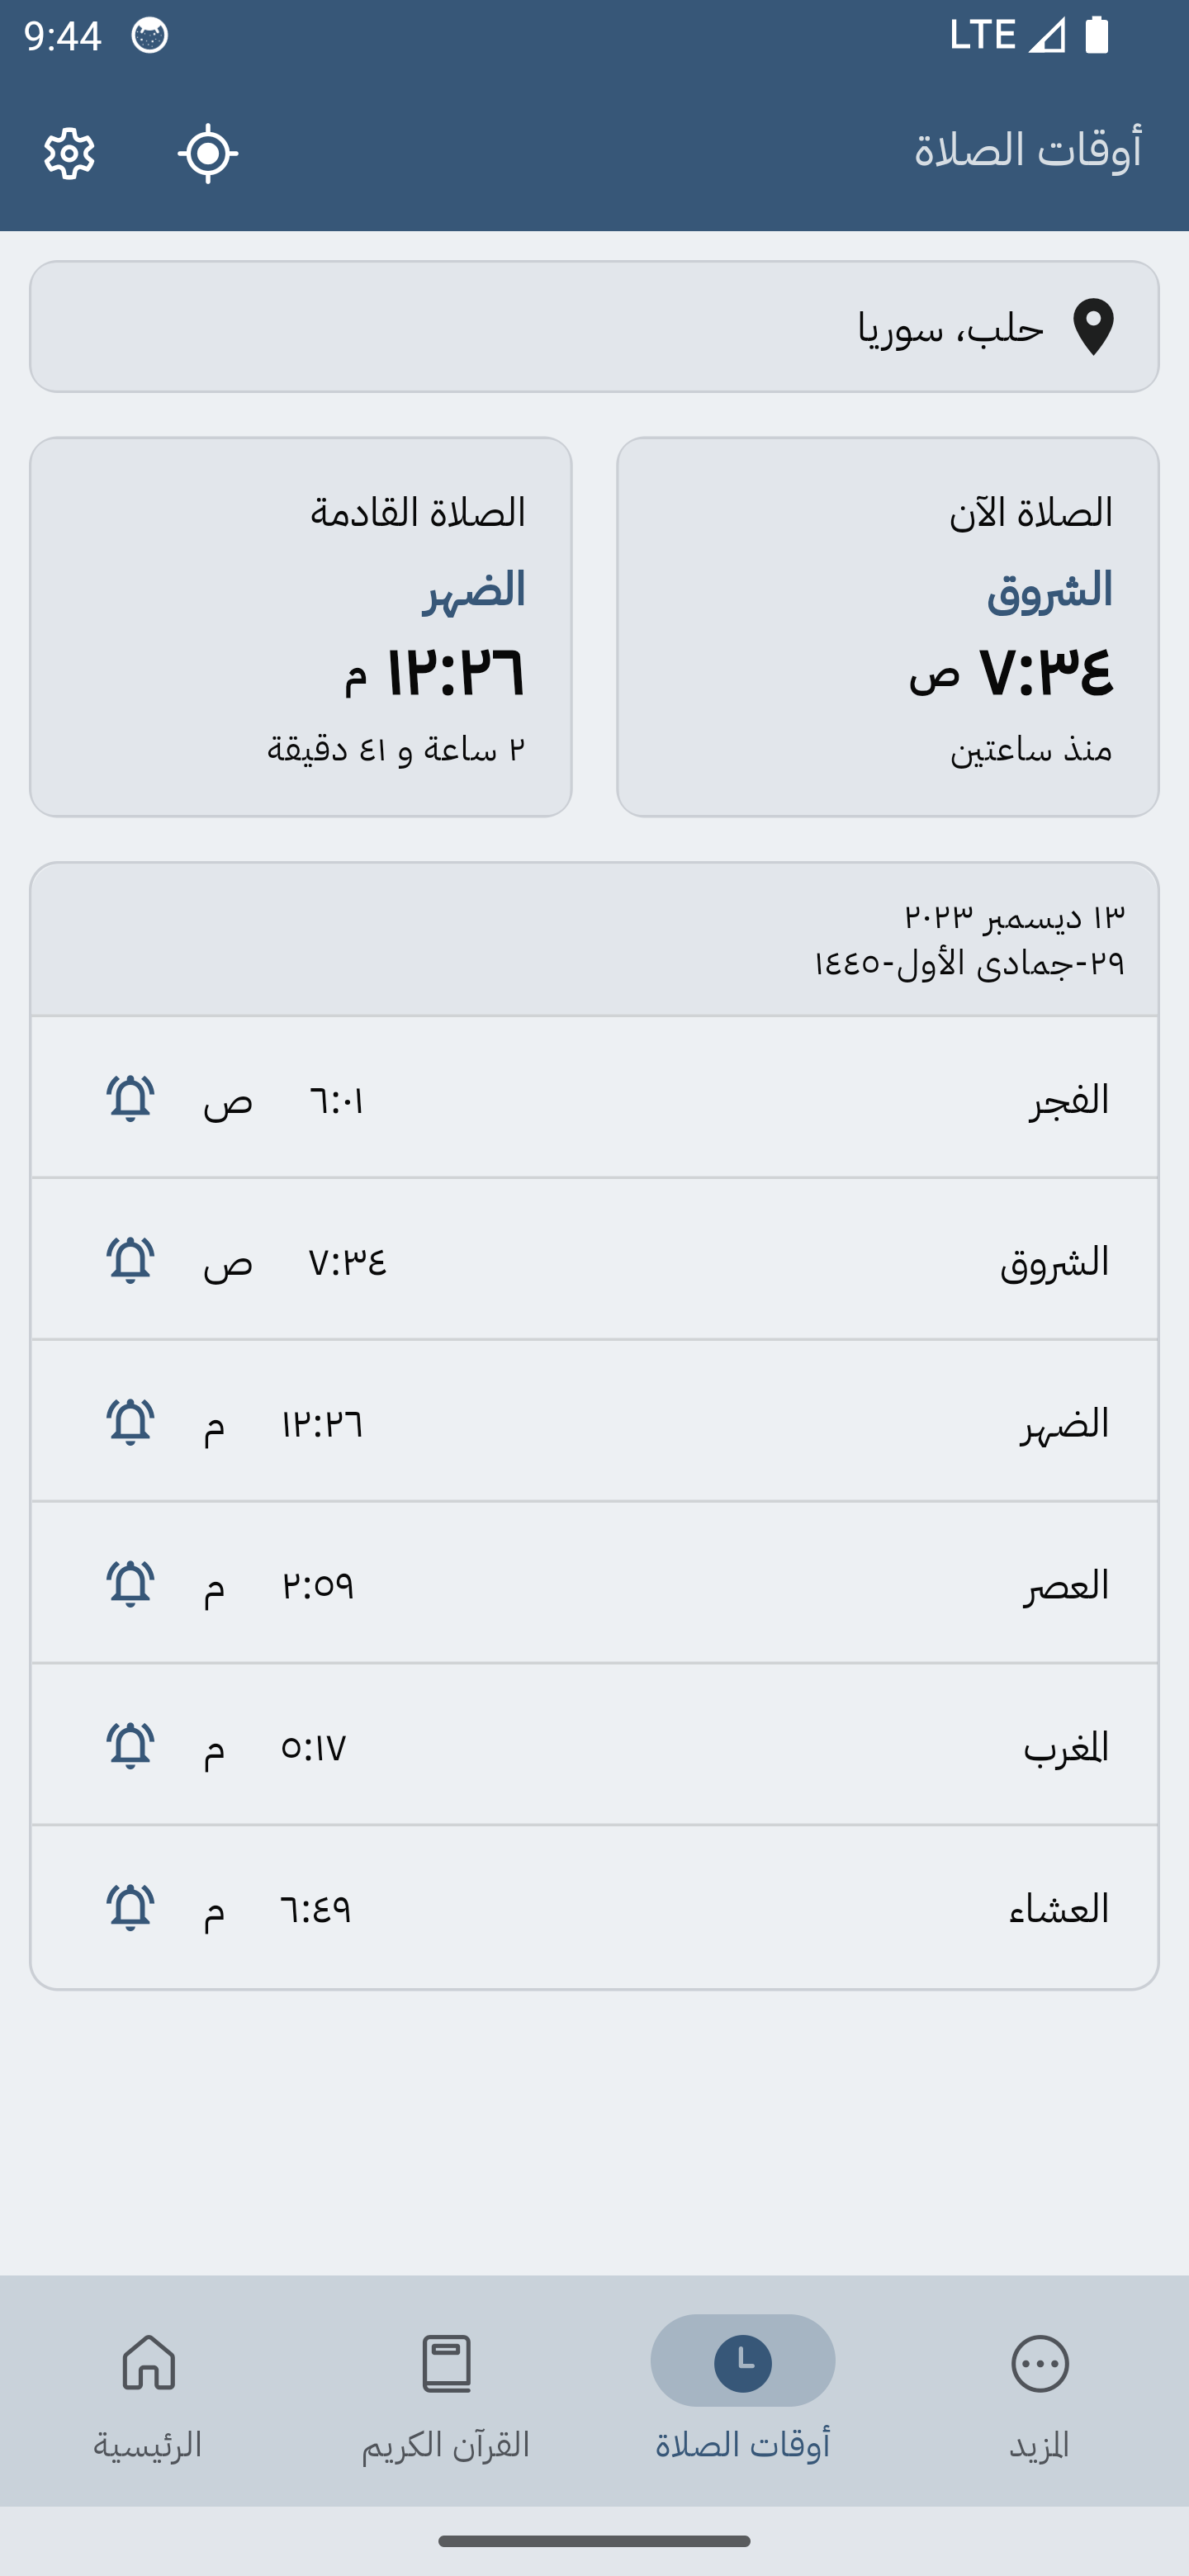 9:44 LTE
أوقات الصلاة
حلب، سوريا
الصلاة الآن
الشروق
٧:٣٤ ص
منذ ساعتين
الصلاة القادمة
الضهر
١٢:٢٦ م
٢ ساعة و ٤١ دقيقة
١٣ ديسمبر ٢٠٢٣
٢٩-جمادى الأول-١٤٤٥
الفجر ٦:٠١ ص
الشروق ٧:٣٤ ص
الضهر ١٢:٢٦ م
العصر ٢:٥٩ م
المغرب ٥:١٧ م
العشاء ٦:٤٩ م
المزيد
أوقات الصلاة
القرآن الكريم
الرئيسية